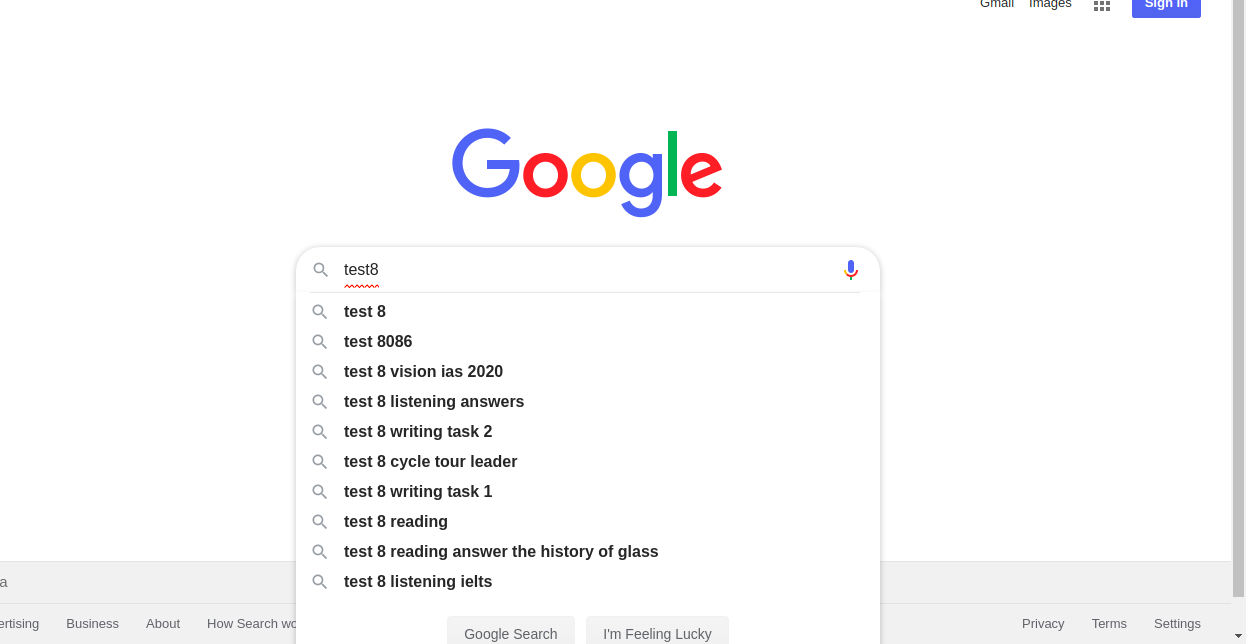 Gmail Images Sign in
Google
test8
test 8
test 8086
test 8 vision ias 2020
test 8 listening answers
test 8 writing task 2
test 8 cycle tour leader
test 8 writing task 1
test 8 reading
test 8 reading answer the history of glass
test 8 listening ielts
Google Search I'm Feeling Lucky
a
ertising Business About How Search wo Privacy Terms Settings